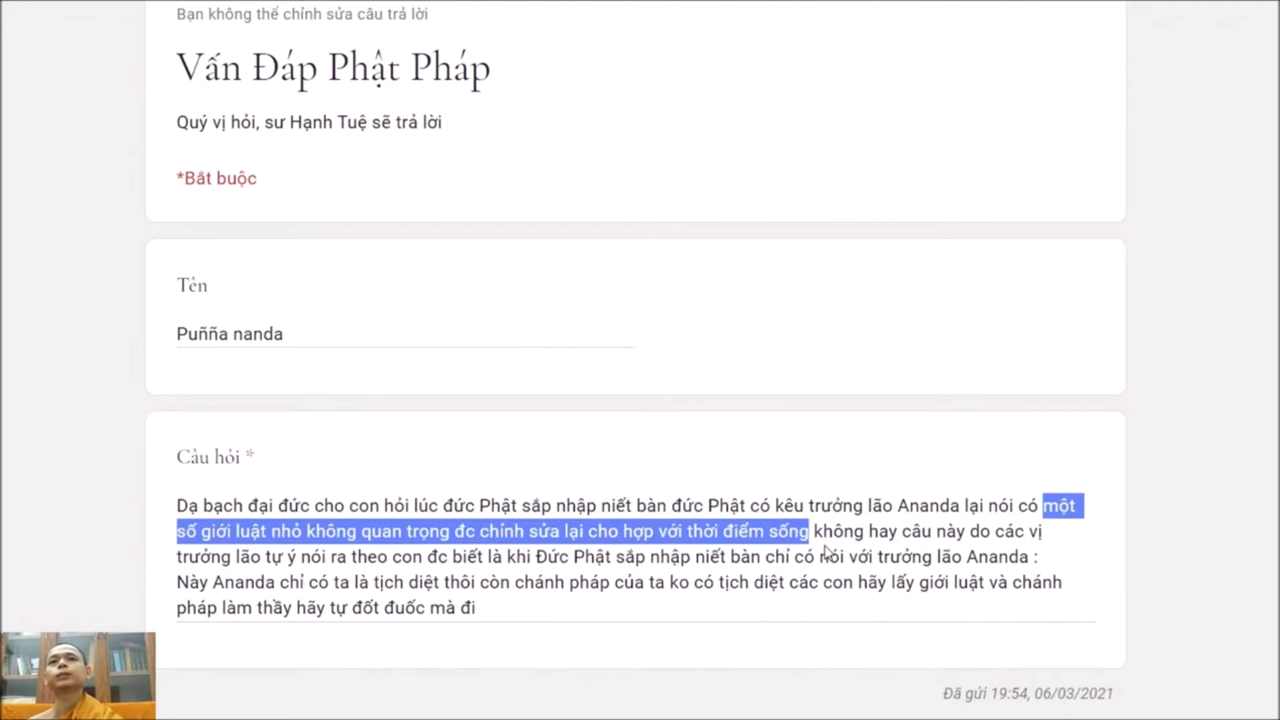 Bạn không thể chỉnh sửa câu trả lời
Vấn Đáp Phật Pháp
Quý vị hỏi, sư Hạnh Tuệ sẽ trả lời
*Bắt buộc
Tên
Puñña nanda
Câu hỏi *
Dạ bạch đại đức cho con hỏi lúc đức Phật sắp nhập niết bàn đức Phật có kêu trưởng lão Ananda lại nói có một
số giới luật nhỏ không quan trọng đc chỉnh sửa lại cho hợp với thời điểm sống không hay câu này do các vị
trưởng lão tự ý nói ra theo con đc biết là khi Đức Phật sắp nhập niết bàn chỉ có nói với trưởng lão Ananda :
Này Ananda chỉ có ta là tịch diệt thôi còn chánh pháp của ta ko có tịch diệt các con hãy lấy giới luật và chánh
pháp làm thầy hãy tự đốt đuốc mà đi
Đã gửi 19:54, 06/03/2021